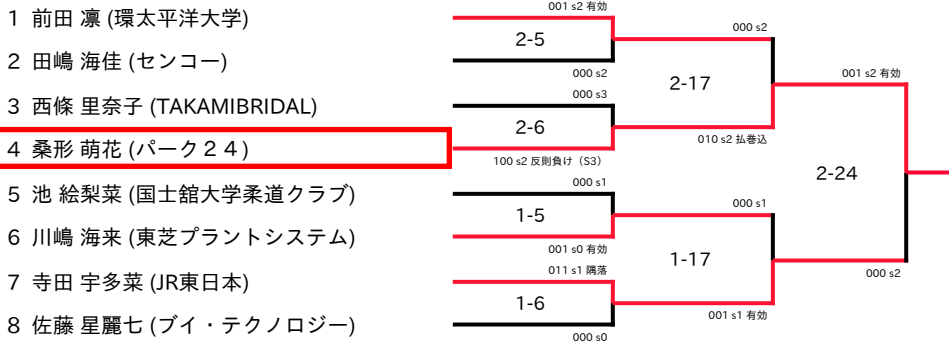 1 前田 凛 (環太平洋大学)
2 田嶋 海佳 (センコー)
3 西條 里奈子 (TAKAMIBRIDAL)
4 桑形 萌花 (パーク２４)
5 池 絵梨菜 (国士舘大学柔道クラブ)
6 川嶋 海来 (東芝プラントシステム)
7 寺田 宇多菜 (JR東日本)
8 佐藤 星麗七 (ブイ・テクノロジー)
001 s2 有効
2-5
000 s2
000 s3
2-6
100 s2 反則負け（S3）
000 s1
1-5
001 s0 有効
011 s1 隅落
1-6
000 s0
000 s2
2-17
010 s2 払巻込
000 s1
1-17
001 s1 有効
001 s2 有効
2-24
000 s2